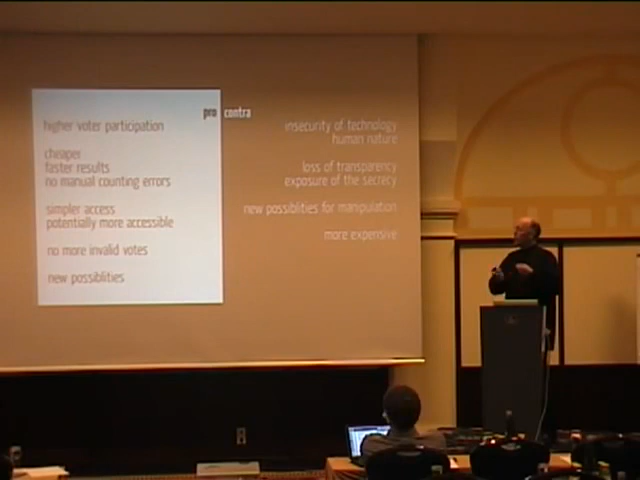 pro contra
higher voter participation
cheaper
faster results
no manual counting errors
simpler access
potentially more accessible
no more invalid votes
new possiblities
insecurity of technology
human nature
loss of transparency
exposure of the secrecy
new possiblities for manipulation
more expensive